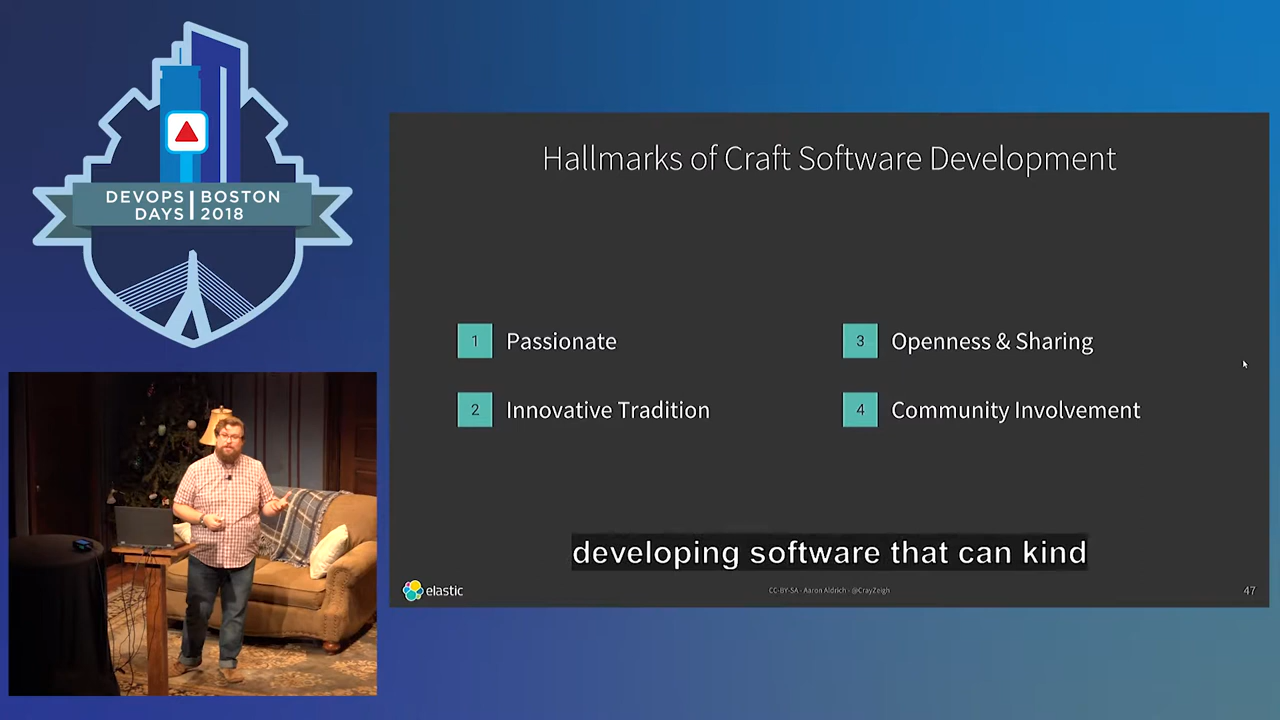 DEVOPS BOSTON
DAYS 2018
Hallmarks of Craft Software Development
1 Passionate
2 Innovative Tradition
3 Openness & Sharing
4 Community Involvement
developing software that can kind
elastic
CC-BY-SA - Aaron Aldrich - @CrayZeigh
47